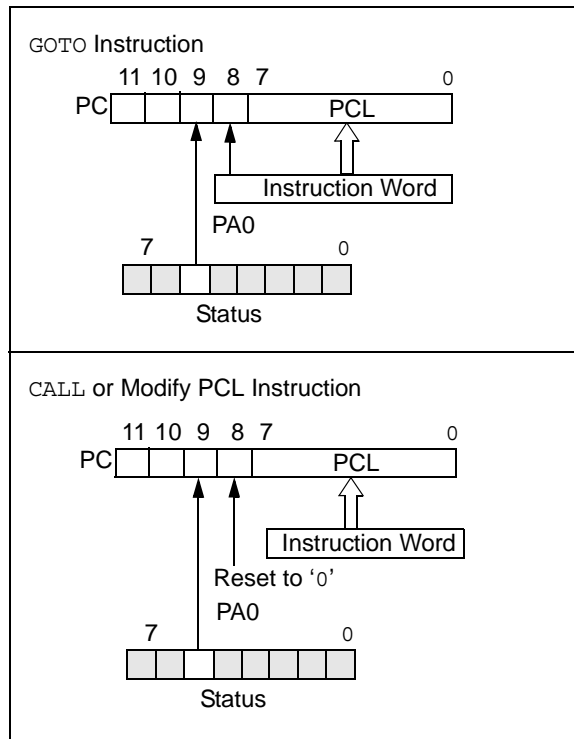 GOTO Instruction
11 10 9 8 7 0
PC PCL
Instruction Word
PA0
7 0
Status
CALL or Modify PCL Instruction
11 10 9 8 7 0
PC PCL
Instruction Word
Reset to ‘0’
PA0
7 0
Status